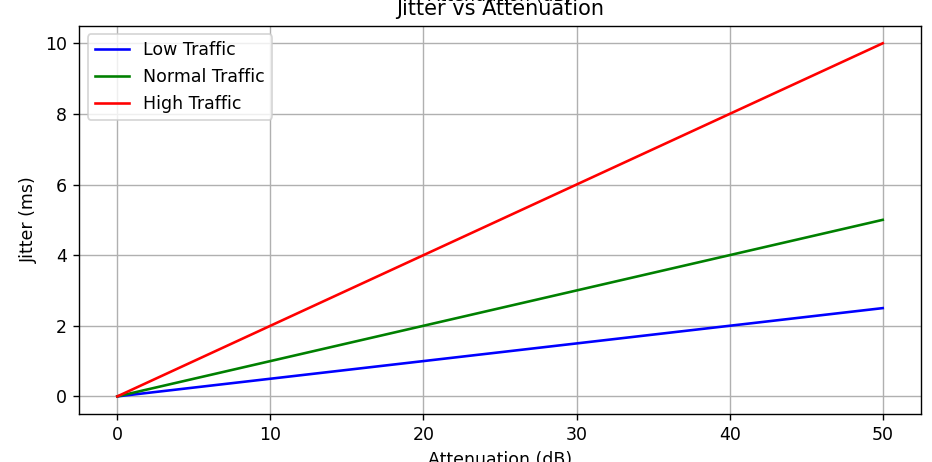 Jitter vs Attenuation
Low Traffic
Normal Traffic
High Traffic
Jitter (ms)
10
8
6
4
2
0
0 10 20 30 40 50
Attenuation (dB)